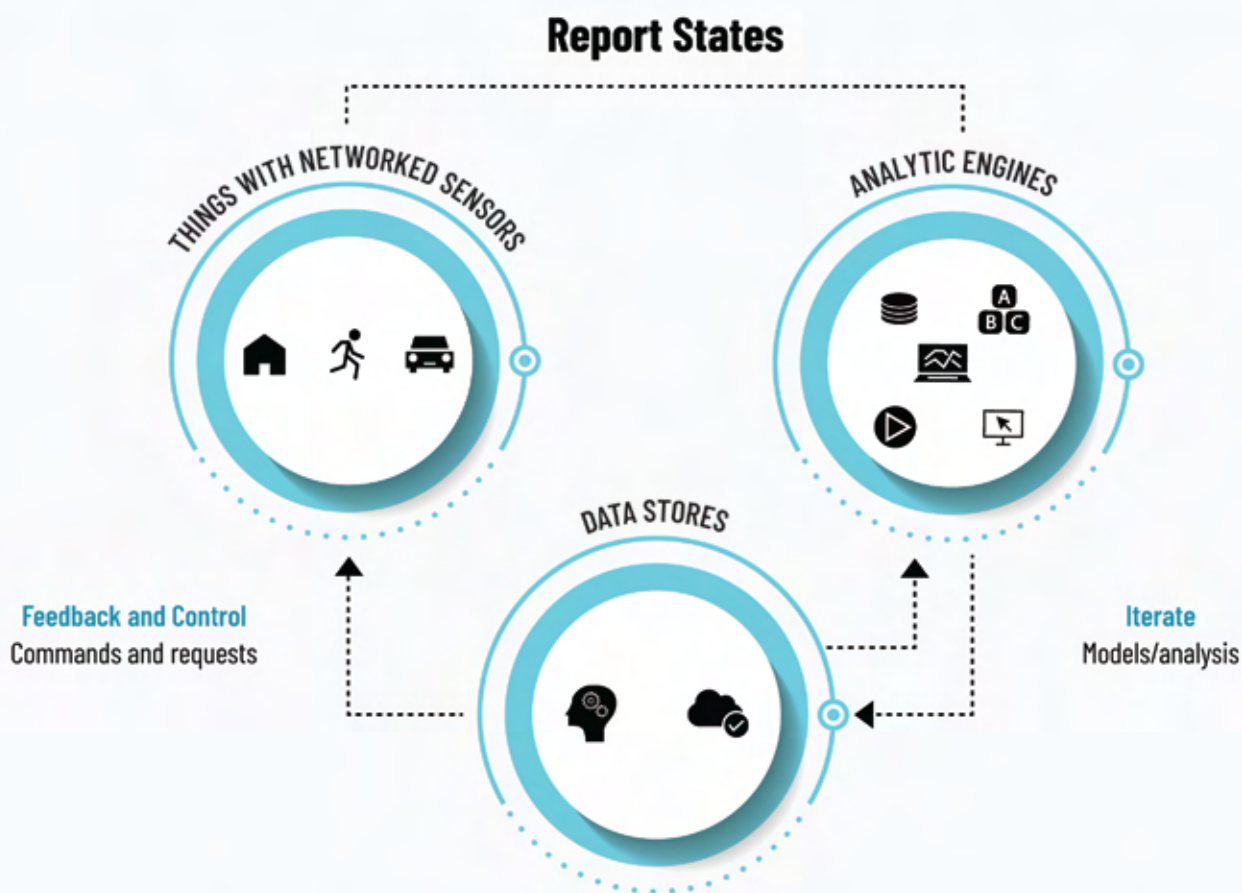 Report States
THINGS WITH NETWORKED SENSORS
ANALYTIC ENGINES
A
B C
DATA STORES
Feedback and Control
Commands and requests
Iterate
Models/analysis